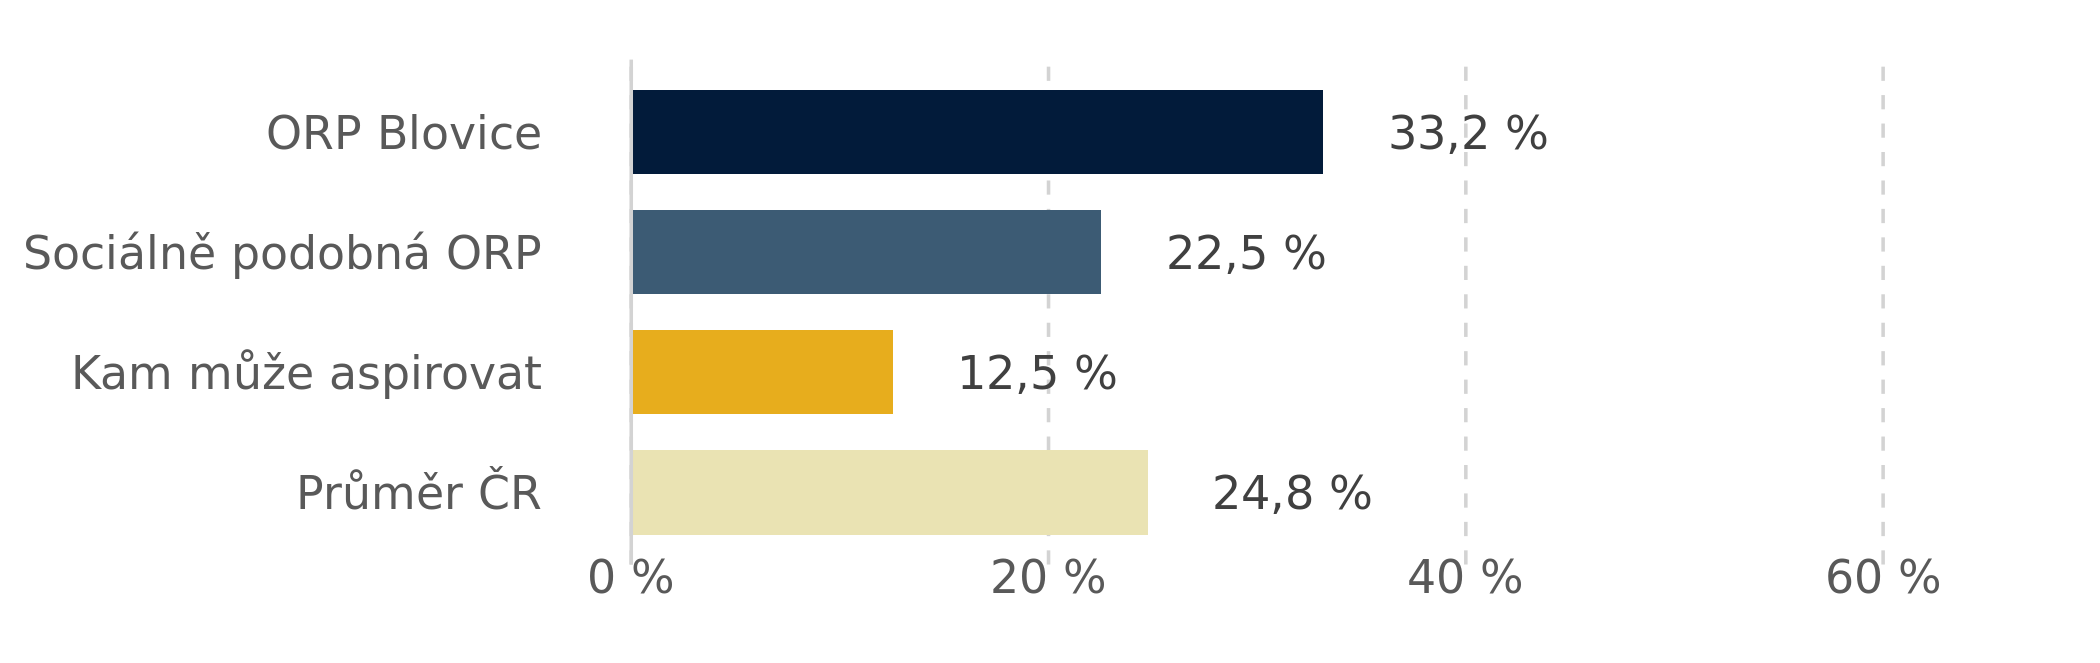 ORP Blovice
33,2 %
Sociálně podobná ORP
22,5 %
Kam může aspirovat
12,5 %
Průměr ČR
24,8 %
0 %
20 %
40 %
60 %